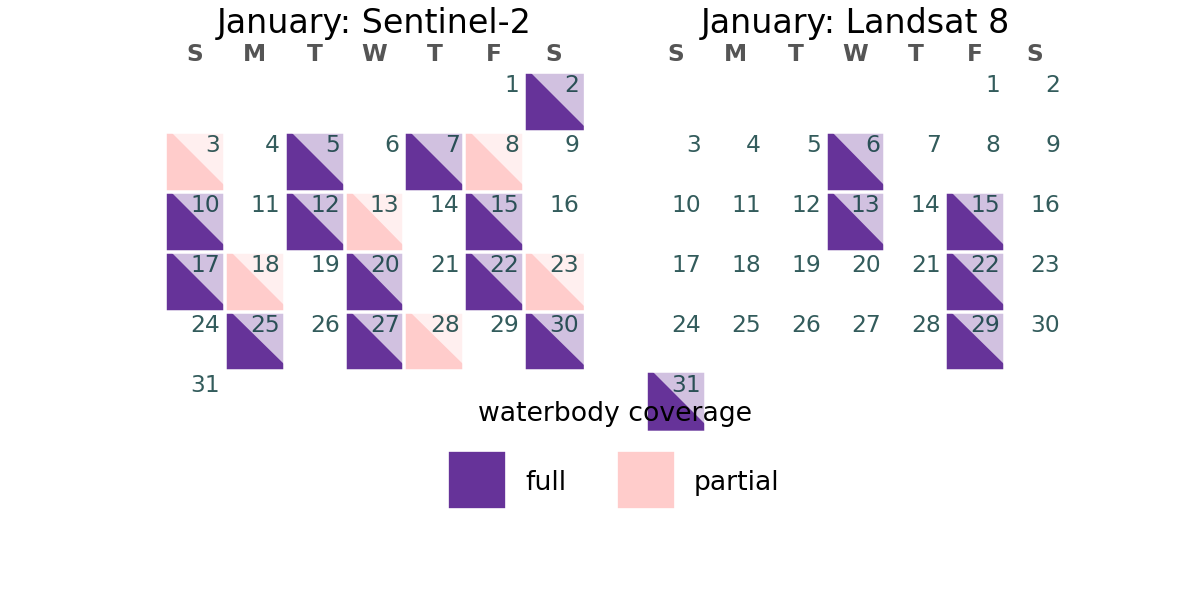 January: Sentinel-2
S M T W T F S
1 2
3 4 5 6 7 8 9
10 11 12 13 14 15 16
17 18 19 20 21 22 23
24 25 26 27 28 29 30
31
January: Landsat 8
S M T W T F S
1 2
3 4 5 6 7 8 9
10 11 12 13 14 15 16
17 18 19 20 21 22 23
24 25 26 27 28 29 30
31
waterbody coverage
full
partial